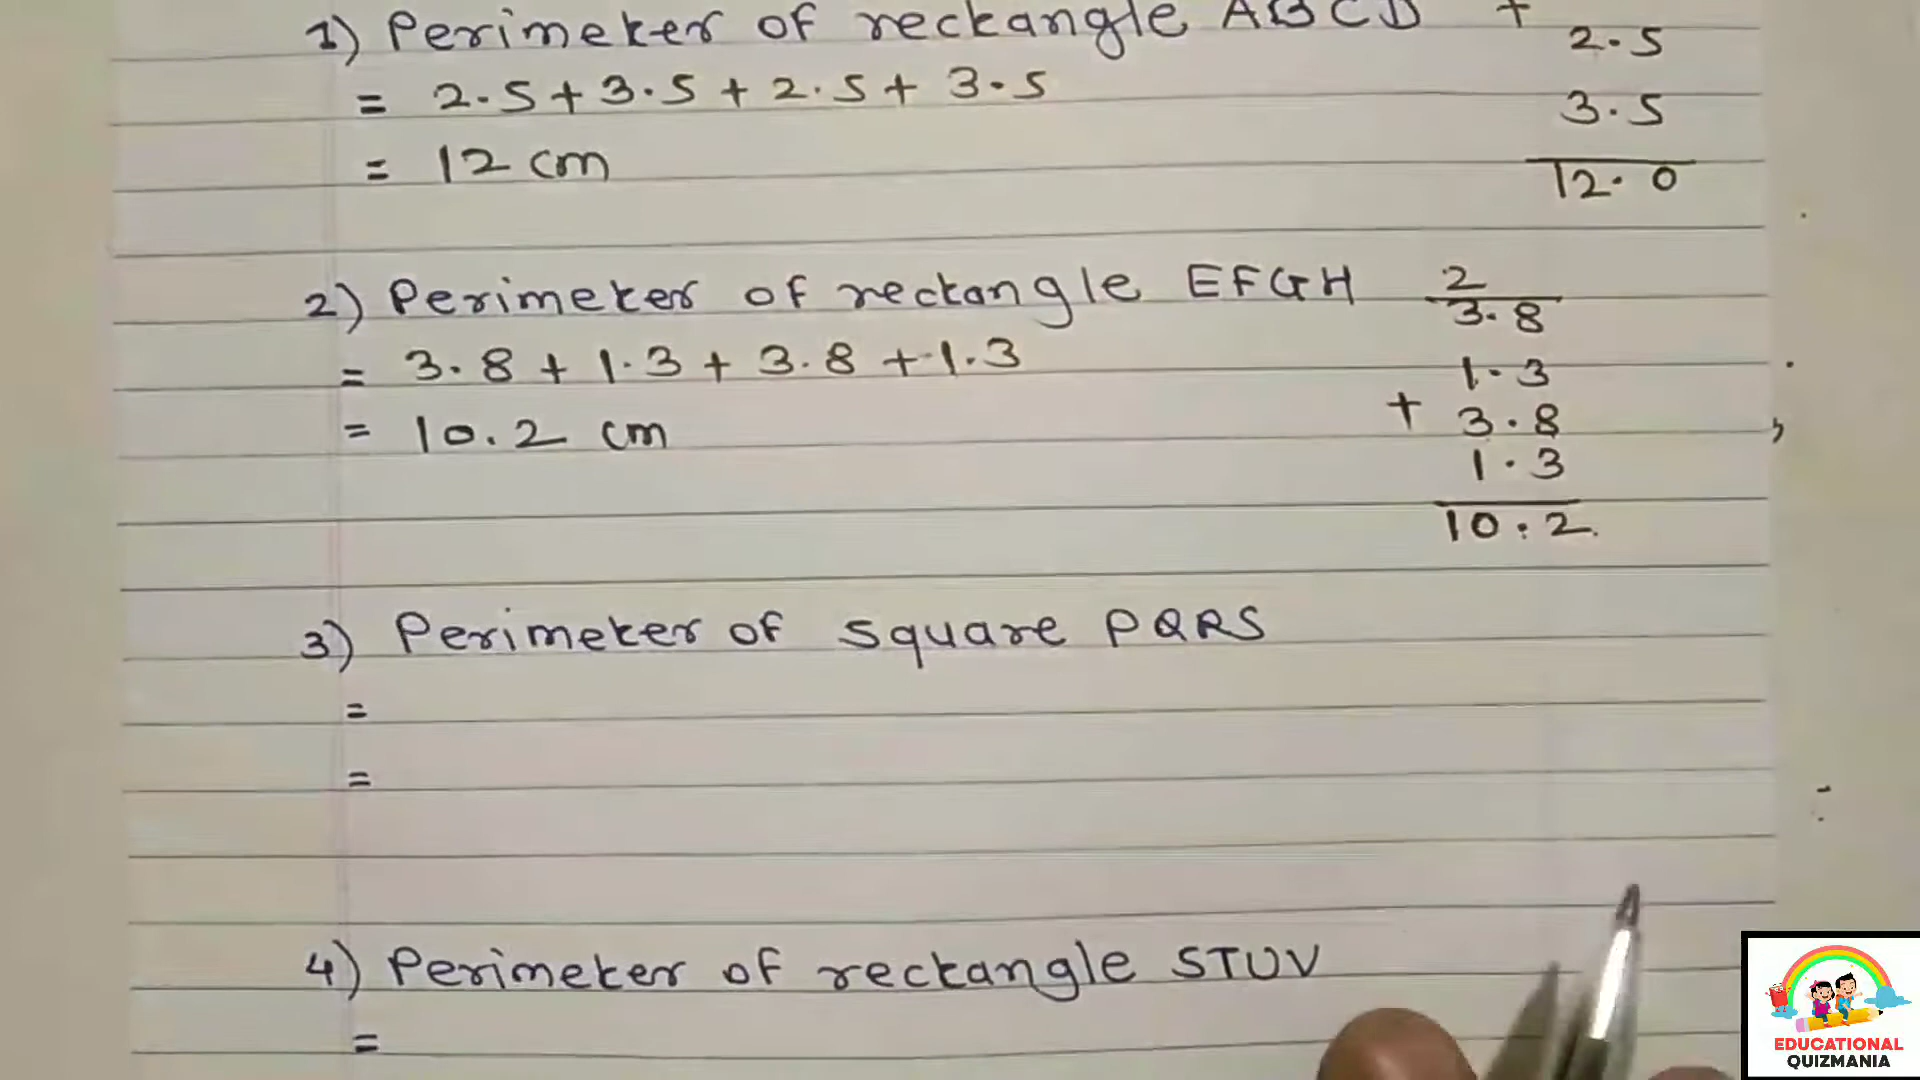 1) Perimeter of rectangle ABCD
= 2.5 + 3.5 + 2.5 + 3.5
= 12 cm
+
2.5
3.5
12.0
2) Perimeter of rectangle EFGH
= 3.8 + 1.3 + 3.8 + 1.3
= 10.2 cm
2
3.8
1.3
+ 3.8
1.3
10.2
3) Perimeter of square PQRS
=
=
4) Perimeter of rectangle STUV
=
EDUCATIONAL
QUIZMANIA